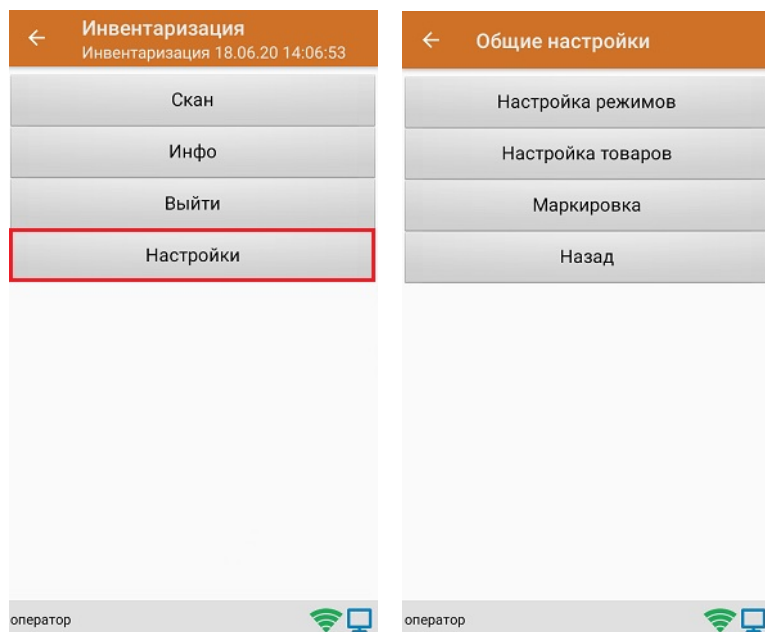 Инвентаризация
Инвентаризация 18.06.20 14:06:53
Скан
Инфо
Выйти
Настройки
оператор
Общие настройки
Настройка режимов
Настройка товаров
Маркировка
Назад
оператор